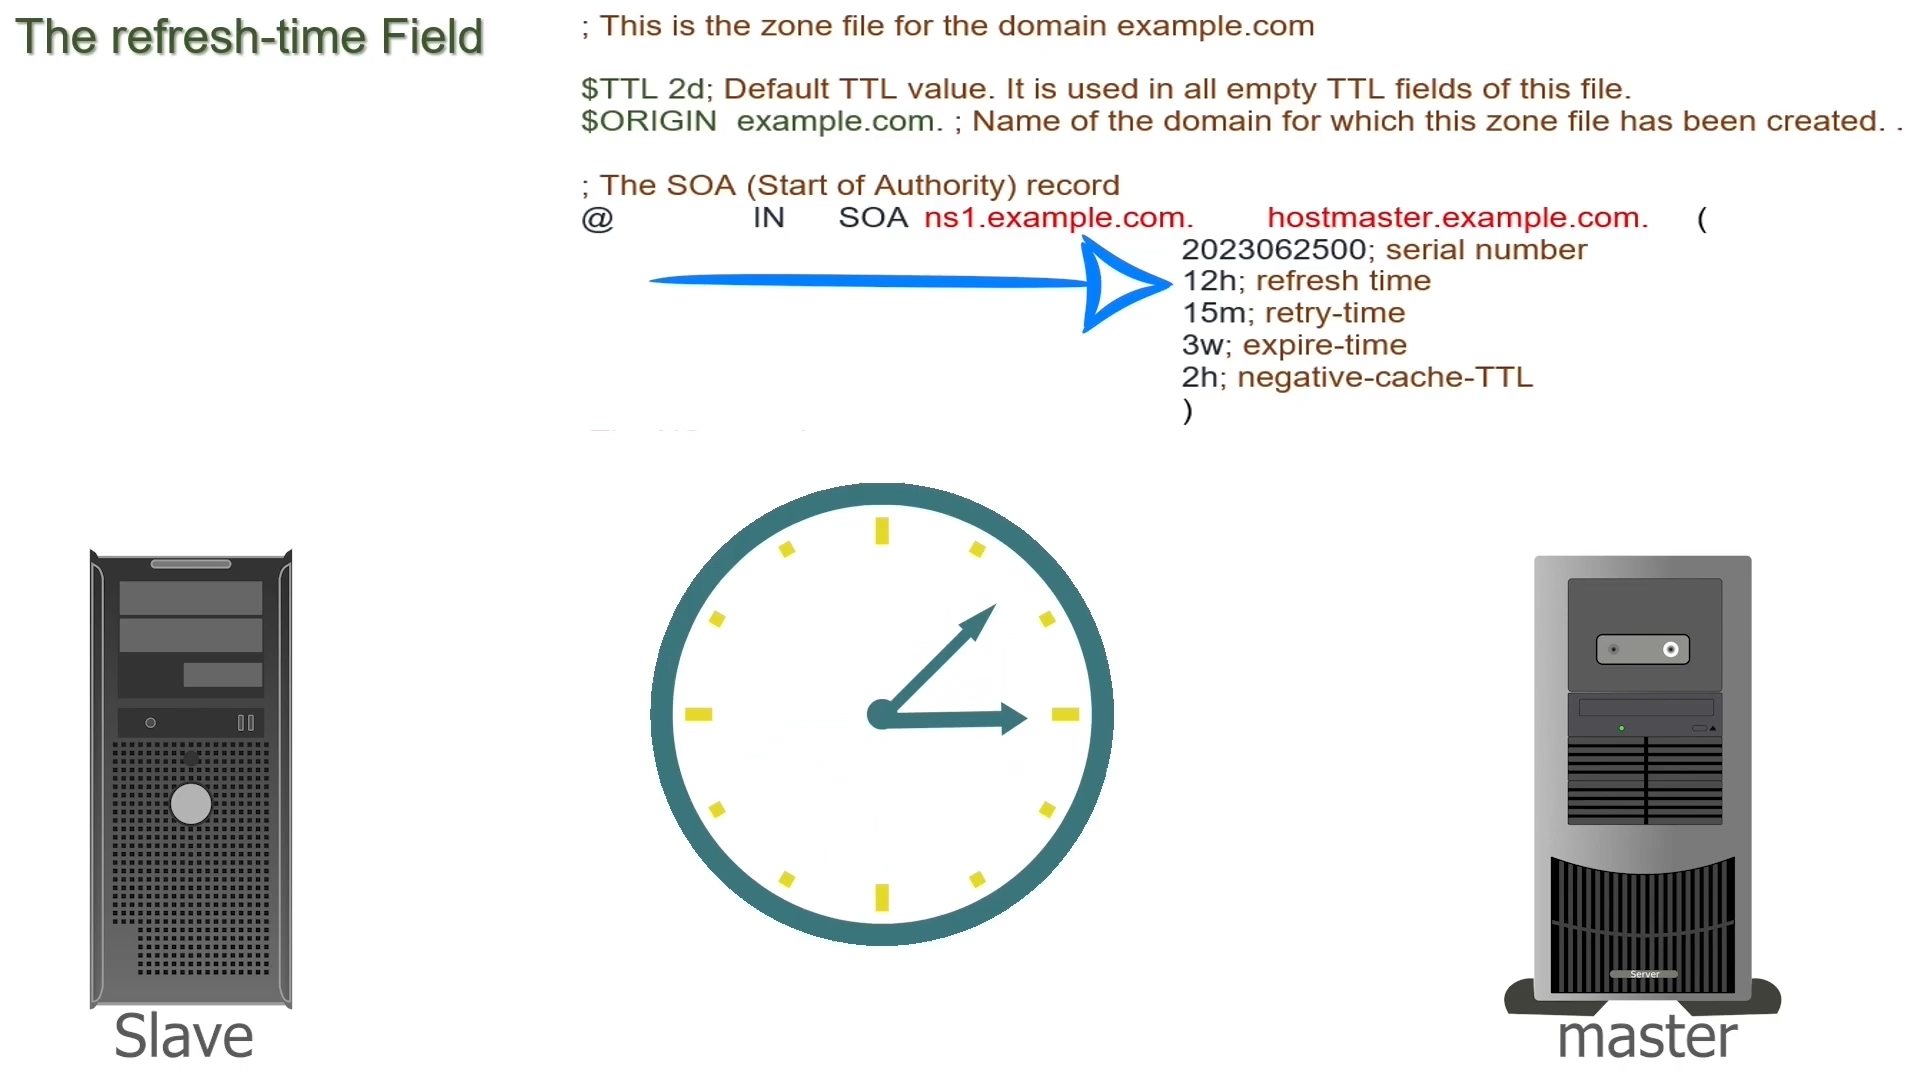 The refresh-time Field
; This is the zone file for the domain example.com
$TTL 2d; Default TTL value. It is used in all empty TTL fields of this file.
$ORIGIN example.com. ; Name of the domain for which this zone file has been created. .
; The SOA (Start of Authority) record
@ IN SOA ns1.example.com. hostmaster.example.com. (
2023062500; serial number
12h; refresh time
15m; retry-time
3w; expire-time
2h; negative-cache-TTL
)
Server
Slave
master